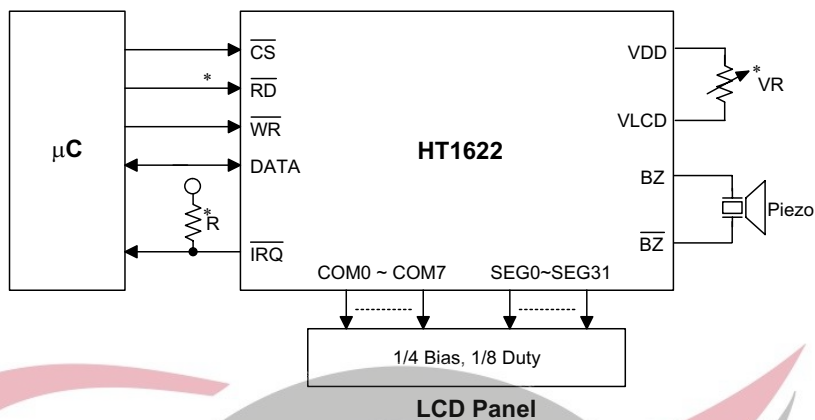 μC
CS
* RD
WR
DATA
* R
IRQ
HT1622
VDD
* VR
VLCD
BZ
Piezo
BZ
COM0 ~ COM7 SEG0~SEG31
1/4 Bias, 1/8 Duty
LCD Panel